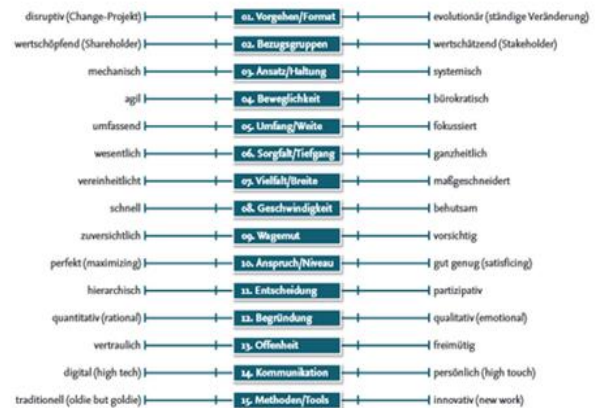 disruptiv (Change-Projekt) 01. Vorgehen/Format evolutionär (ständige Veränderung)
wertschöpfend (Shareholder) 02. Bezugsgruppen wertschätzend (Stakeholder)
mechanisch 03. Ansatz/Haltung systemisch
agil 04. Beweglichkeit bürokratisch
umfassend 05. Umfang/Weite fokussiert
wesentlich 06. Sorgfalt/Tiefgang ganzheitlich
vereinheitlicht 07. Vielfalt/Breite maßgeschneidert
schnell 08. Geschwindigkeit behutsam
zuversichtlich 09. Wagemut vorsichtig
perfekt (maximizing) 10. Anspruch/Niveau gut genug (satisficing)
hierarchisch 11. Entscheidung partizipativ
quantitativ (rational) 12. Begründung qualitativ (emotional)
vertraulich 13. Offenheit freimütig
digital (high tech) 14. Kommunikation persönlich (high touch)
traditionell (oldie but goldie) 15. Methoden/Tools innovativ (new work)